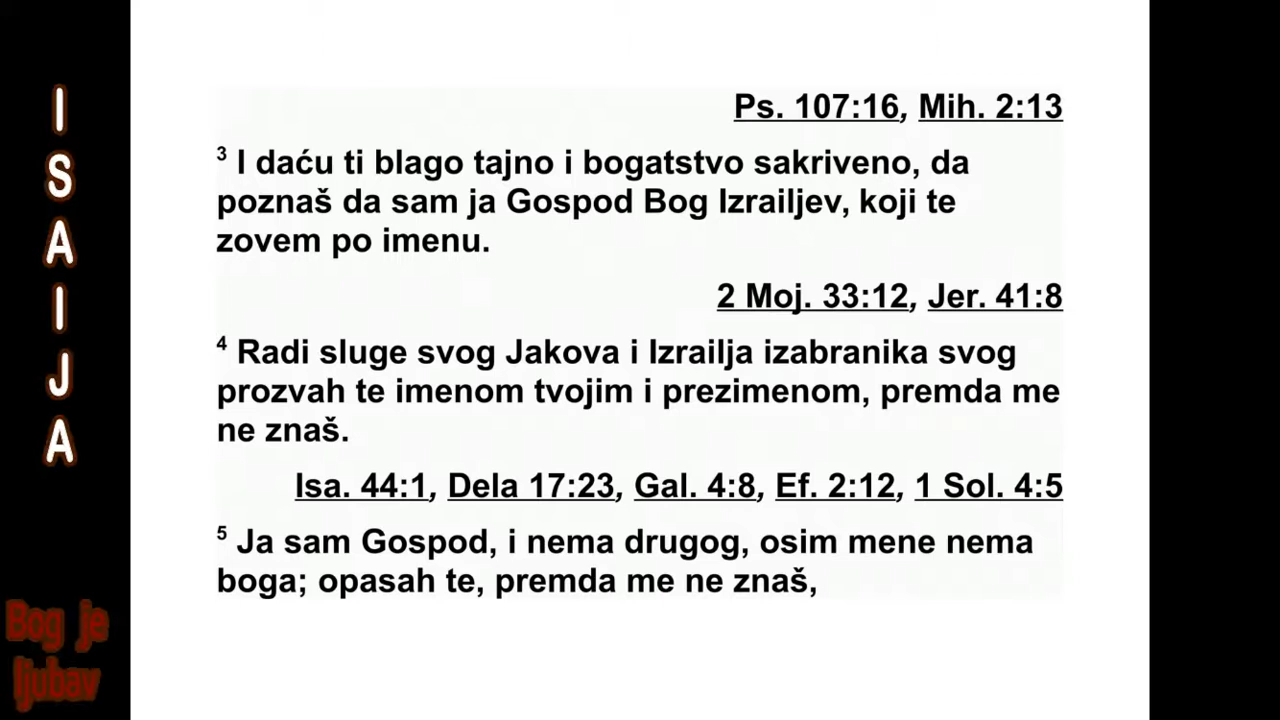 ISAIJA
Ps. 107:16, Mih. 2:13
3 I daću ti blago tajno i bogatstvo sakriveno, da
poznaš da sam ja Gospod Bog Izrailjev, koji te
zovem po imenu.
2 Moj. 33:12, Jer. 41:8
4 Radi sluge svog Jakova i Izrailja izabranika svog
prozvah te imenom tvojim i prezimenom, premda me
ne znaš.
Isa. 44:1, Dela 17:23, Gal. 4:8, Ef. 2:12, 1 Sol. 4:5
5 Ja sam Gospod, i nema drugog, osim mene nema
boga; opasah te, premda me ne znaš,
Bog je
ljubav